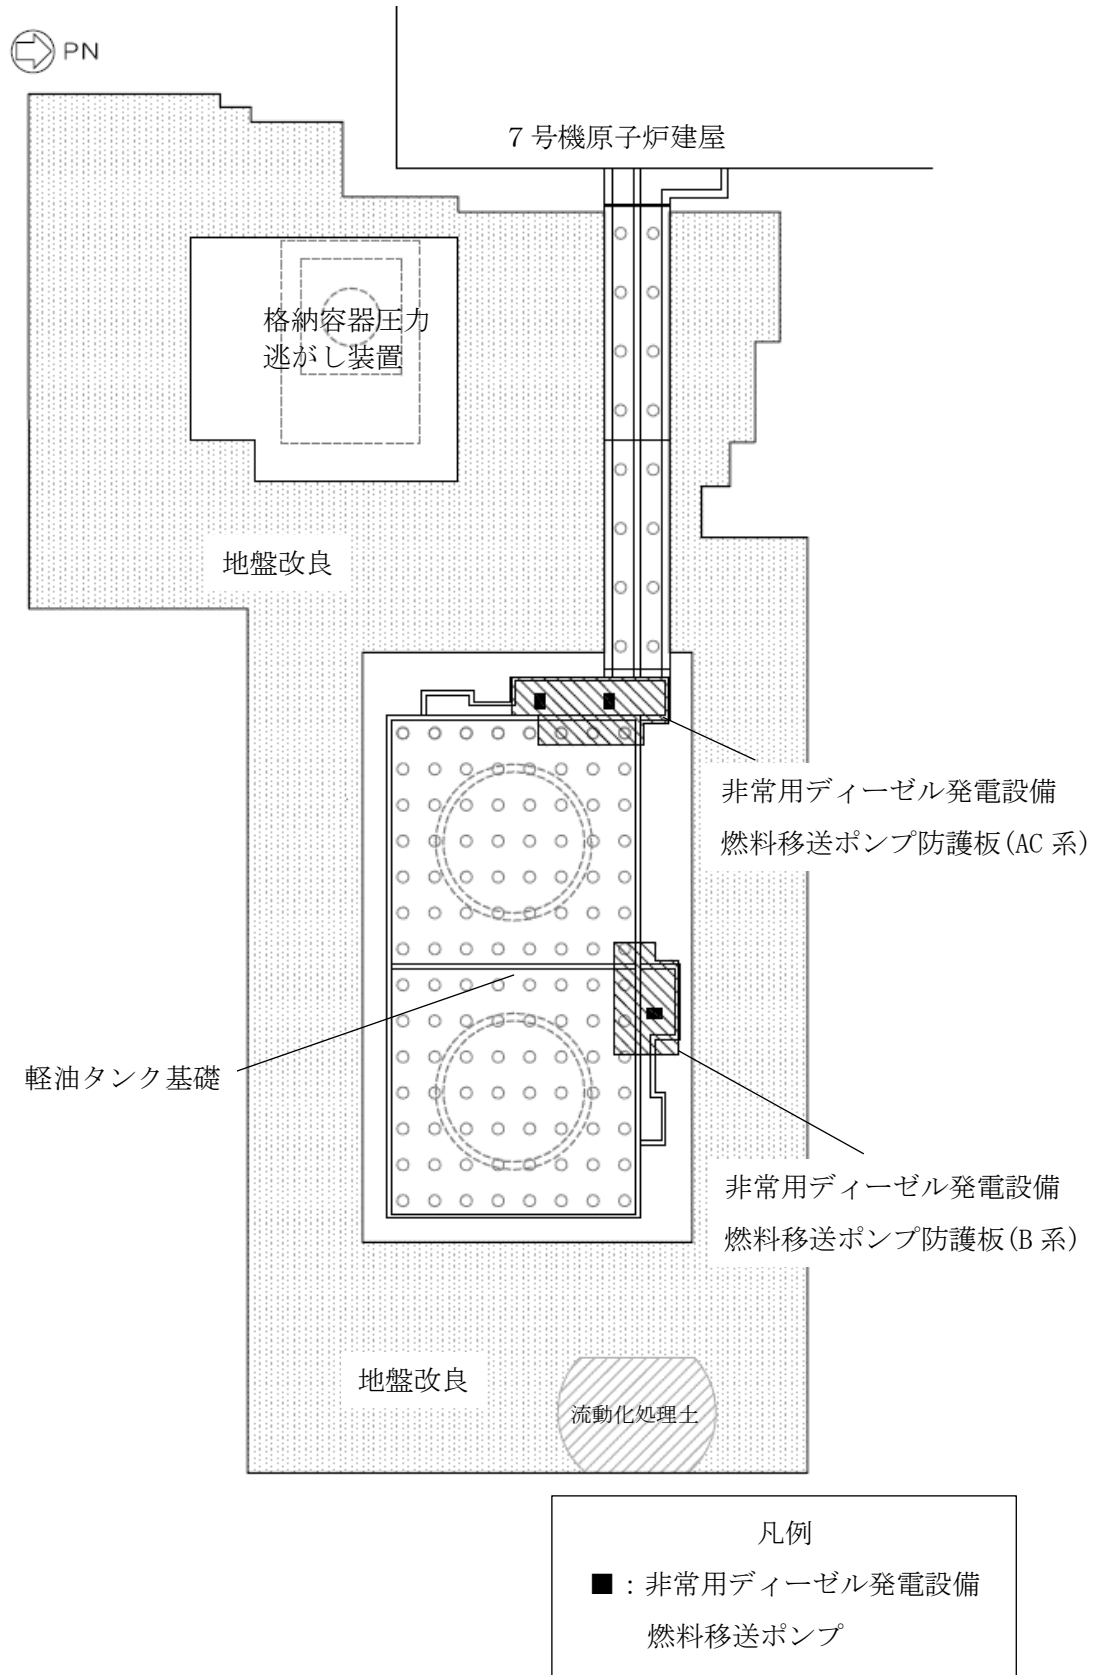 PN
7号機原子炉建屋
格納容器圧力
逃がし装置
地盤改良
非常用ディーゼル発電設備
燃料移送ポンプ防護板(AC系)
軽油タンク基礎
非常用ディーゼル発電設備
燃料移送ポンプ防護板(B系)
地盤改良
流動化処理土
凡例
■:非常用ディーゼル発電設備
燃料移送ポンプ